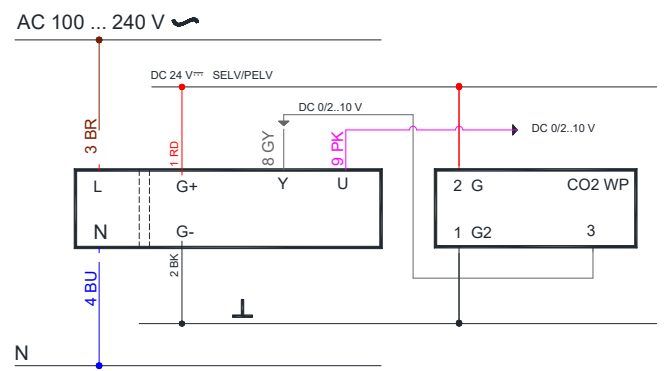 AC 100 ... 240 V
DC 24 V SELV/PELV
DC 0/2..10 V
DC 0/2..10 V
3 BR
1 RD
8 GY
9 PK
L
G+
Y
U
2 G
CO2 WP
N
G-
1 G2
3
2 BK
4 BU
N